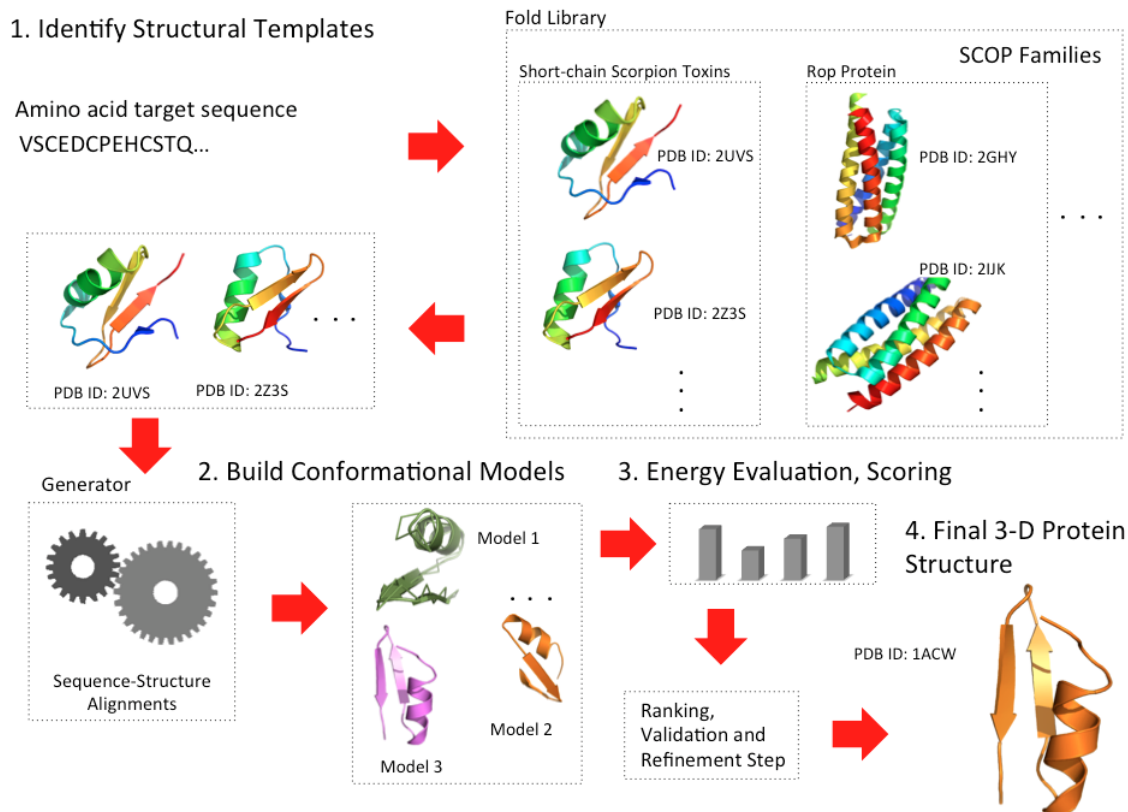 1. Identify Structural Templates
Amino acid target sequence
VSCEDCPEHCSTQ...
Fold Library
SCOP Families
Short-chain Scorpion Toxins
PDB ID: 2UVS
PDB ID: 2Z3S
Rop Protein
PDB ID: 2GHY
PDB ID: 2IJK
. . .
PDB ID: 2UVS
PDB ID: 2Z3S
. . .
Generator
Sequence-Structure
Alignments
2. Build Conformational Models
Model 1
. . .
Model 2
Model 3
3. Energy Evaluation, Scoring
Ranking,
Validation and
Refinement Step
4. Final 3-D Protein
Structure
PDB ID: 1ACW